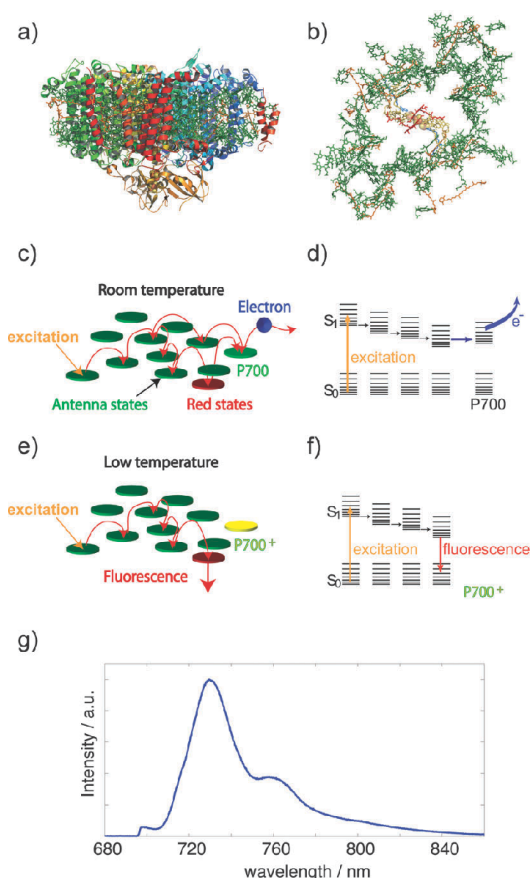 a)
b)
c)
Room temperature
Electron
excitation
P700
Antenna states
Red states
d)
S1
e-
excitation
S0
P700
e)
Low temperature
excitation
P700+
Fluorescence
f)
S1
fluorescence
excitation
S0
P700+
g)
Intensity / a.u.
680
720
760
800
840
wavelength / nm